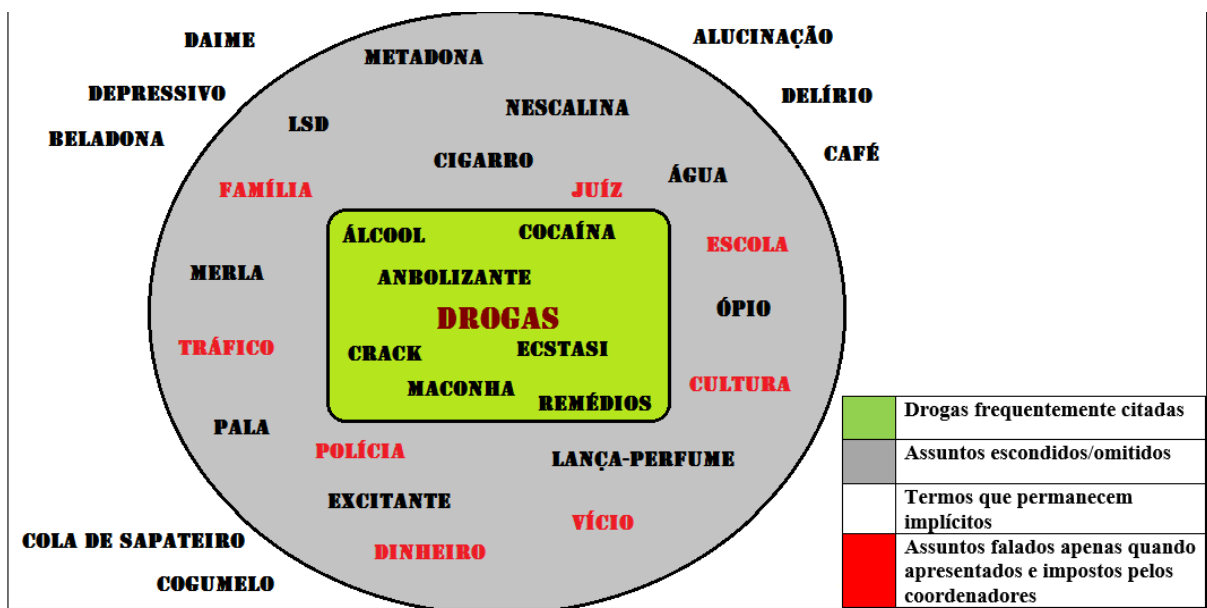 DAIME
ALUCINAÇÃO
METADONA
DEPRESSIVO
DELÍRIO
NESCALINA
LSD
BELADONA
CAFÉ
CIGARRO
ÁGUA
FAMÍLIA
JUÍZ
ÁLCOOL
COCAÍNA
ESCOLA
MERLA
ANBOLIZANTE
ÓPIO
DROGAS
TRÁFICO
CRACK
ECSTASI
MACONHA
CULTURA
REMÉDIOS
PALA
POLÍCIA
LANÇA-PERFUME
EXCITANTE
VÍCIO
COLA DE SAPATEIRO
DINHEIRO
COGUMELO
Drogas frequentemente citadas
Assuntos escondidos/omitidos
Termos que permanecem
implícitos
Assuntos falados apenas quando
apresentados e impostos pelos
coordenadores